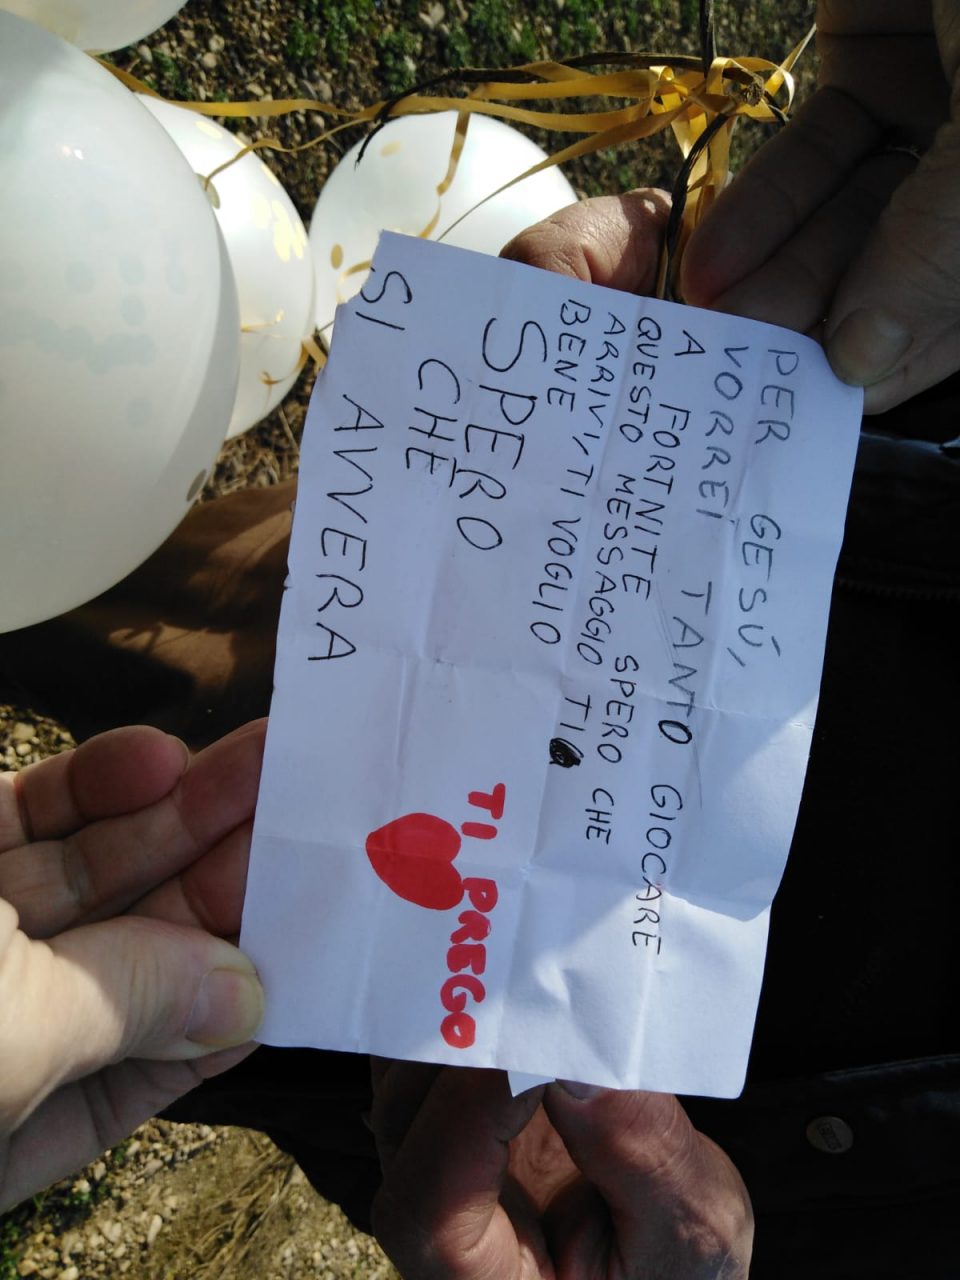 PER GESÚ,
VORREI TANTO
A FORTNITE GIOCARE
QUESTO MESSAGGIO SPERO CHE
ARRIVI, TI VOGLIO TI
BENE
SPERO
CHE
SI AVVERA
TI PREGO